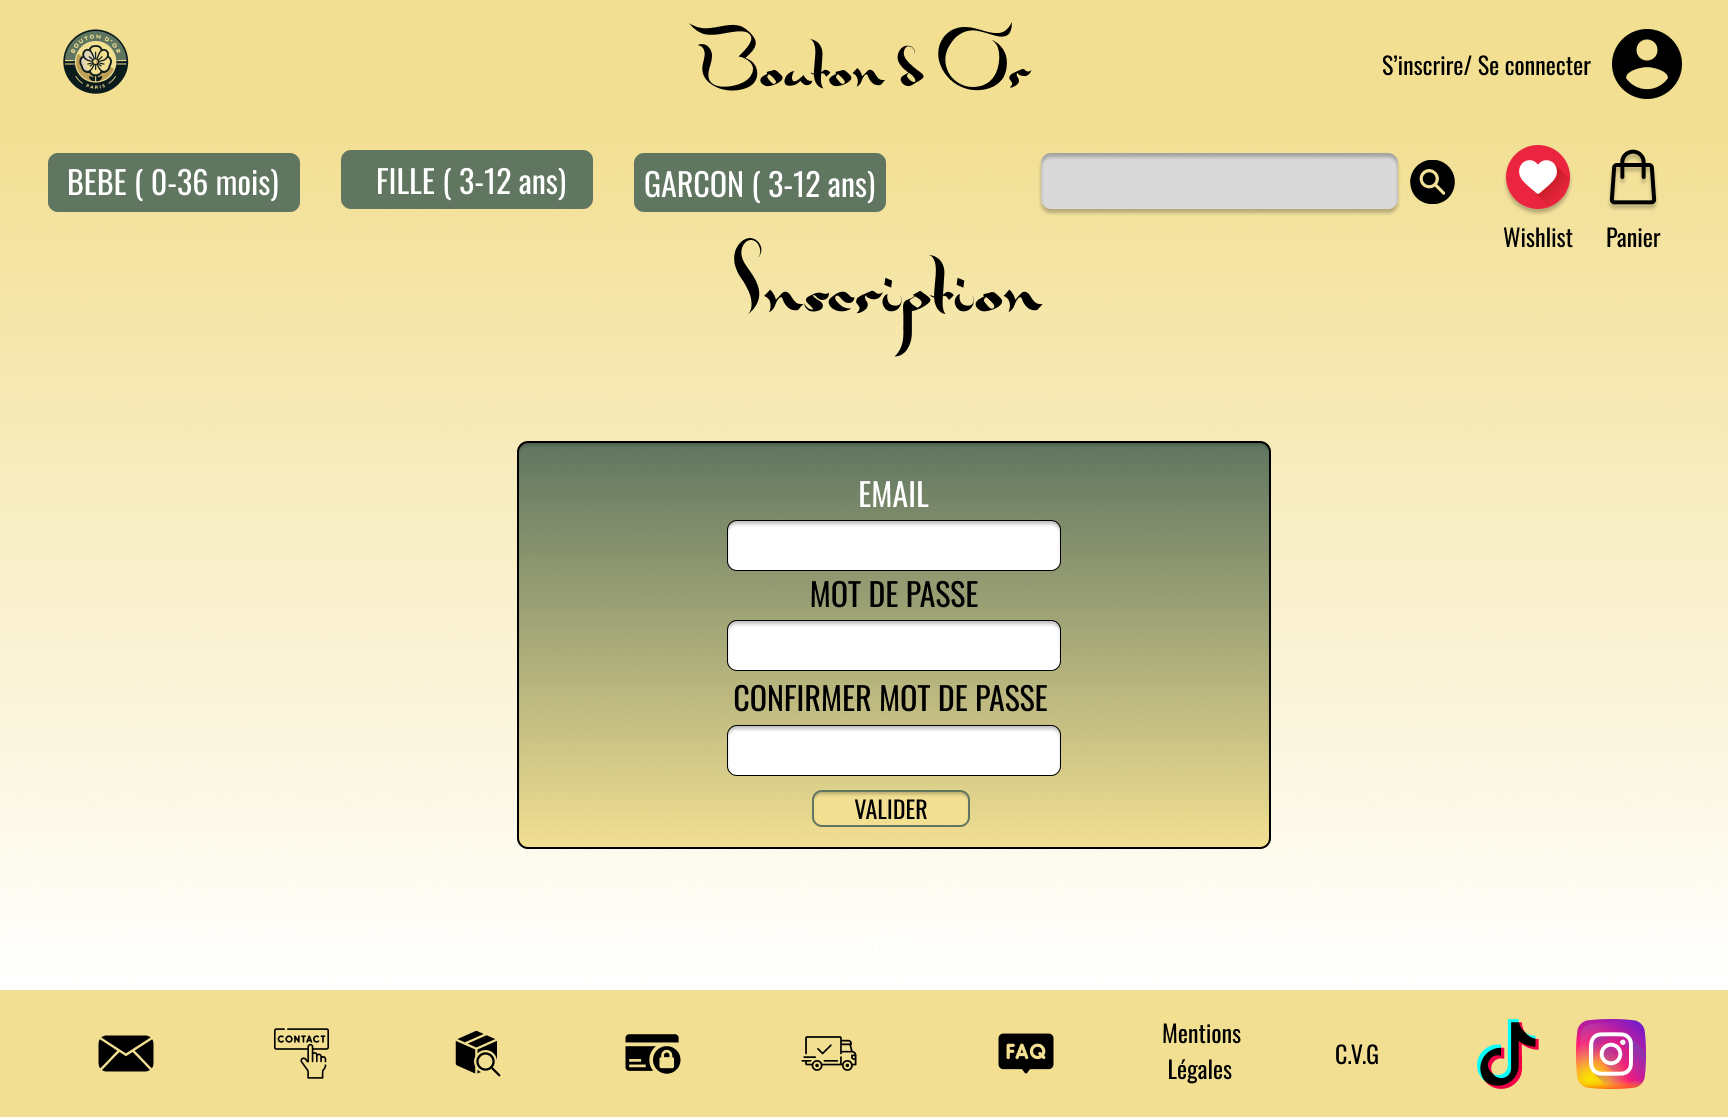 BOUTON D'OR
PARIS
Bouton d Or
S'inscrire/ Se connecter
BEBE ( 0-36 mois)
FILLE ( 3-12 ans)
GARCON ( 3-12 ans)
Wishlist
Panier
Inscription
EMAIL
MOT DE PASSE
CONFIRMER MOT DE PASSE
VALIDER
CONTACT
FAQ
Mentions
Légales
C.V.G